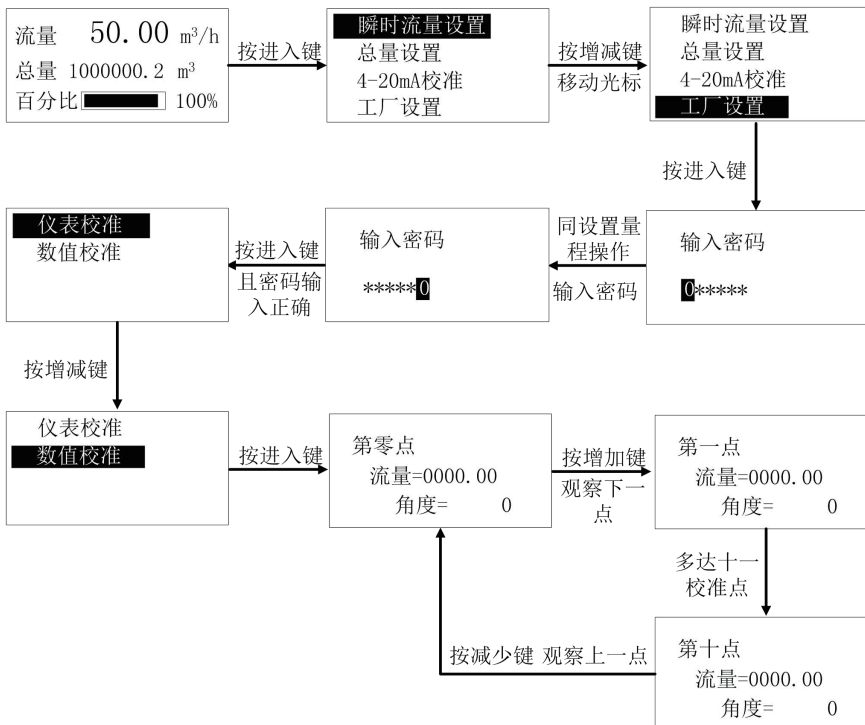 流量 50.00 m³/h
总量 1000000.2 m³
百分比 100%
按进入键
瞬时流量设置
总量设置
4-20mA校准
工厂设置
按增减键
移动光标
瞬时流量设置
总量设置
4-20mA校准
工厂设置
按进入键
输入密码
0*****
同设置量
程操作
输入密码
输入密码
*****0
按进入键
且密码输
入正确
仪表校准
数值校准
按增减键
仪表校准
数值校准
按进入键
第零点
流量=0000.00
角度= 0
按增加键
观察下一
点
第一点
流量=0000.00
角度= 0
多达十一
校准点
第十点
流量=0000.00
角度= 0
按减少键 观察上一点